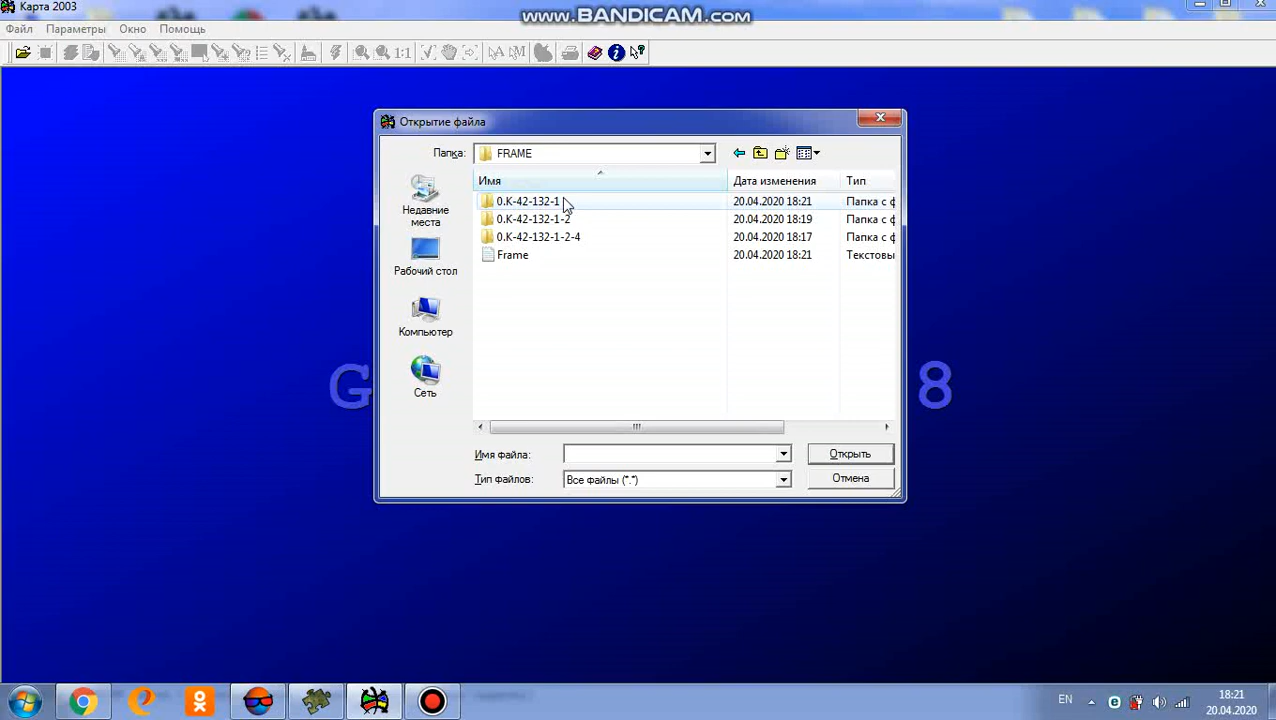 Карта 2003
www.BANDICAM.com
Файл Параметры Окно Помощь
1:1
Открытие файла
Папка: FRAME
Имя Дата изменения Тип
0.K-42-132-1 20.04.2020 18:21 Папка с ф
0.K-42-132-1-2 20.04.2020 18:19 Папка с ф
0.K-42-132-1-2-4 20.04.2020 18:17 Папка с ф
Frame 20.04.2020 18:21 Текстовы
Недавние
места
Рабочий стол
Компьютер
Сеть
G 8
Имя файла: Открыть
Тип файлов: Все файлы (*.*) Отмена
EN 18:21
20.04.2020